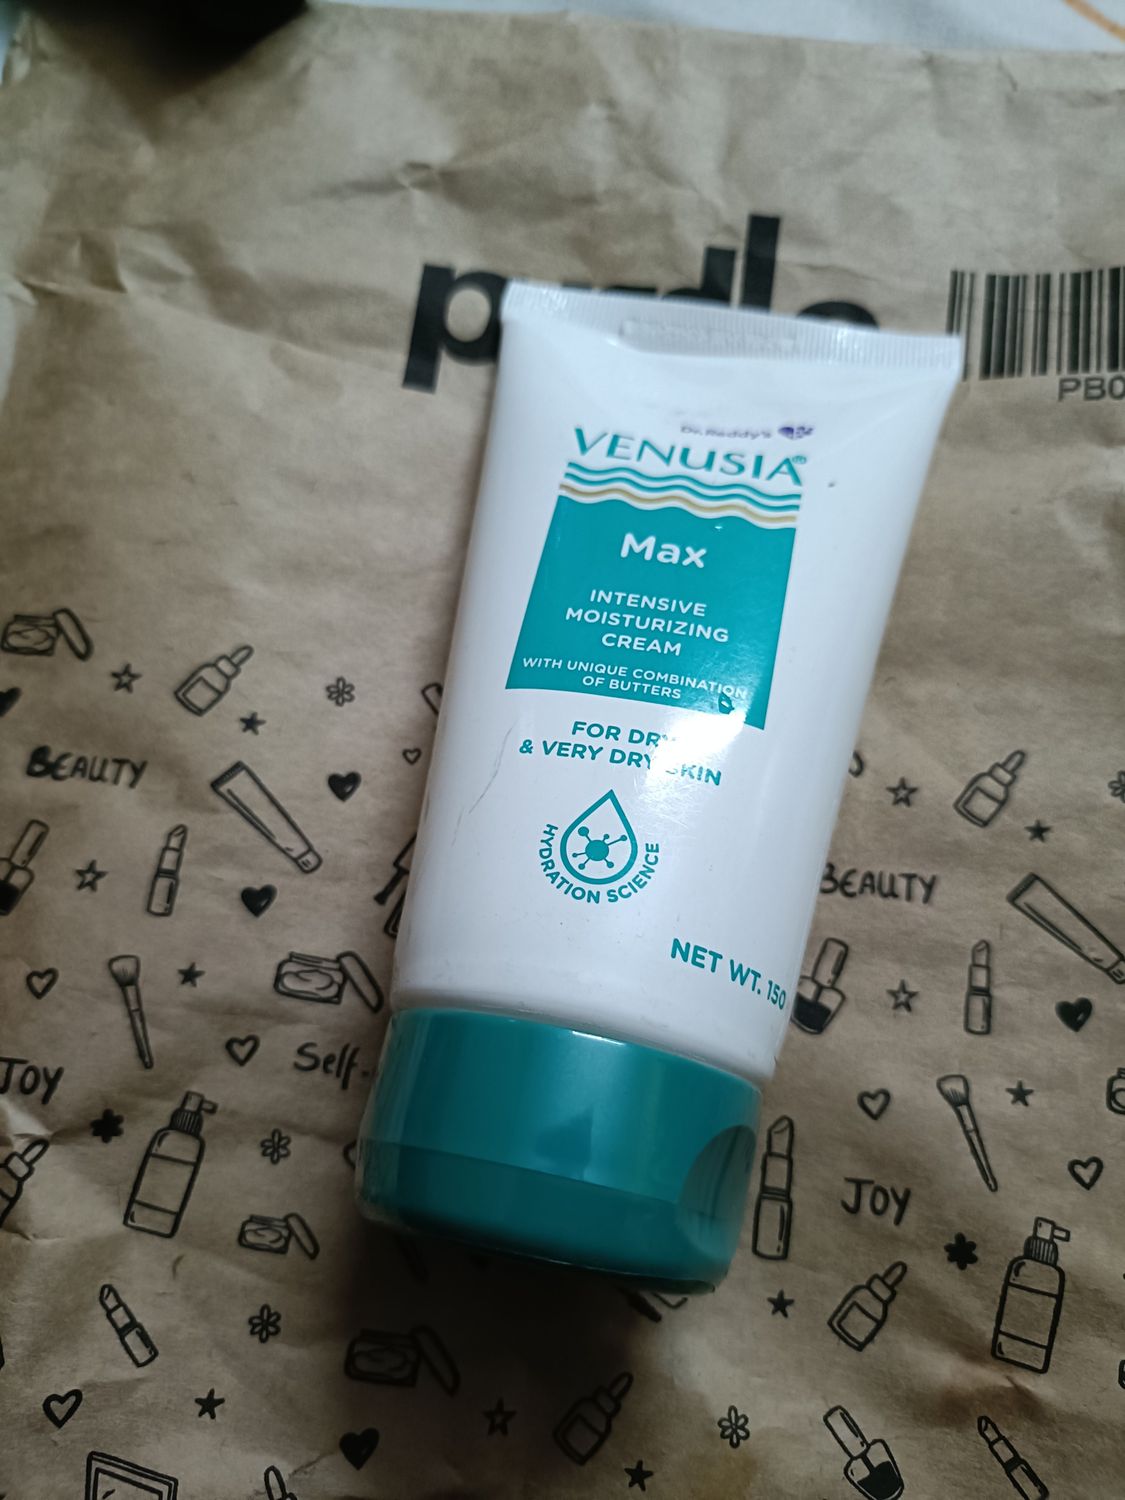 PB0
Dr.Reddy's
VENUSIA®
Max
INTENSIVE
MOISTURIZING
CREAM
WITH UNIQUE COMBINATION
OF BUTTERS
FOR DRY
& VERY DRY SKIN
HYDRATION SCIENCE
NET WT. 150
BEAUTY
BEAUTY
Self-
JOY
JOY